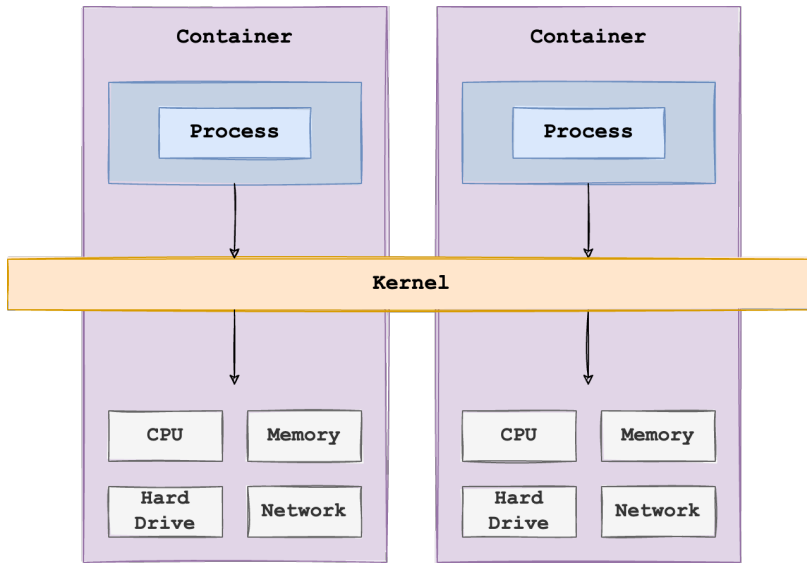 Container
Container
Process
Process
Kernel
CPU
Memory
CPU
Memory
Hard
Drive
Network
Hard
Drive
Network